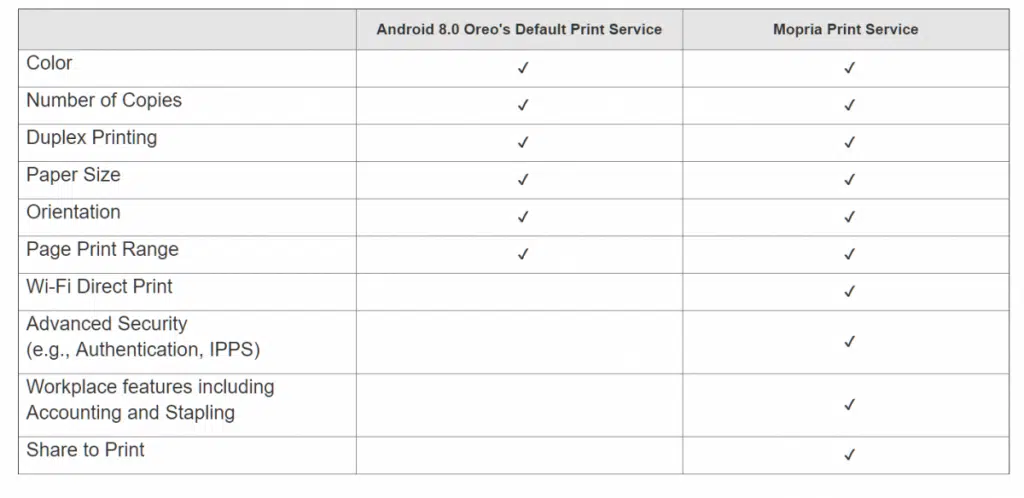 Android 8.0 Oreo's Default Print Service Mopria Print Service
Color ✓ ✓
Number of Copies ✓ ✓
Duplex Printing ✓ ✓
Paper Size ✓ ✓
Orientation ✓ ✓
Page Print Range ✓ ✓
Wi-Fi Direct Print ✓
Advanced Security
(e.g., Authentication, IPPS) ✓
Workplace features including
Accounting and Stapling ✓
Share to Print ✓